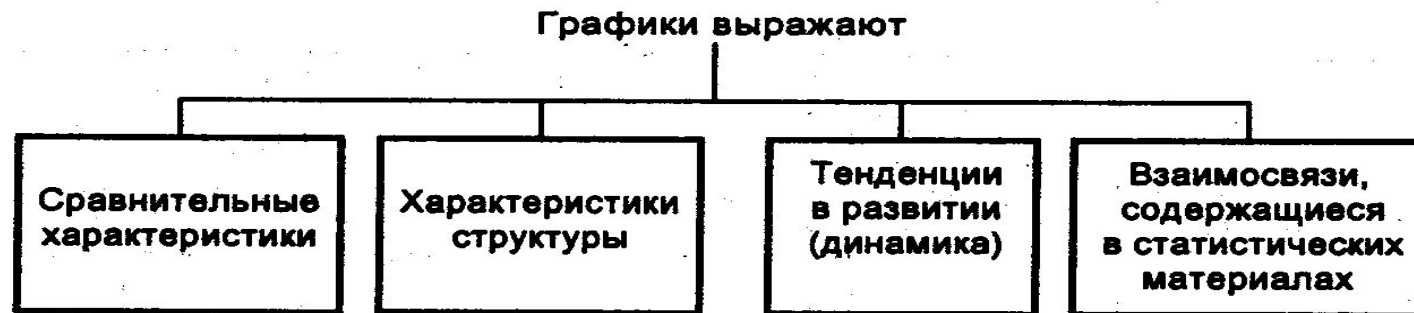 Графики выражают
Сравнительные
характеристики
Характеристики
структуры
Тенденции
в развитии
(динамика)
Взаимосвязи,
содержащиеся
в статистических
материалах